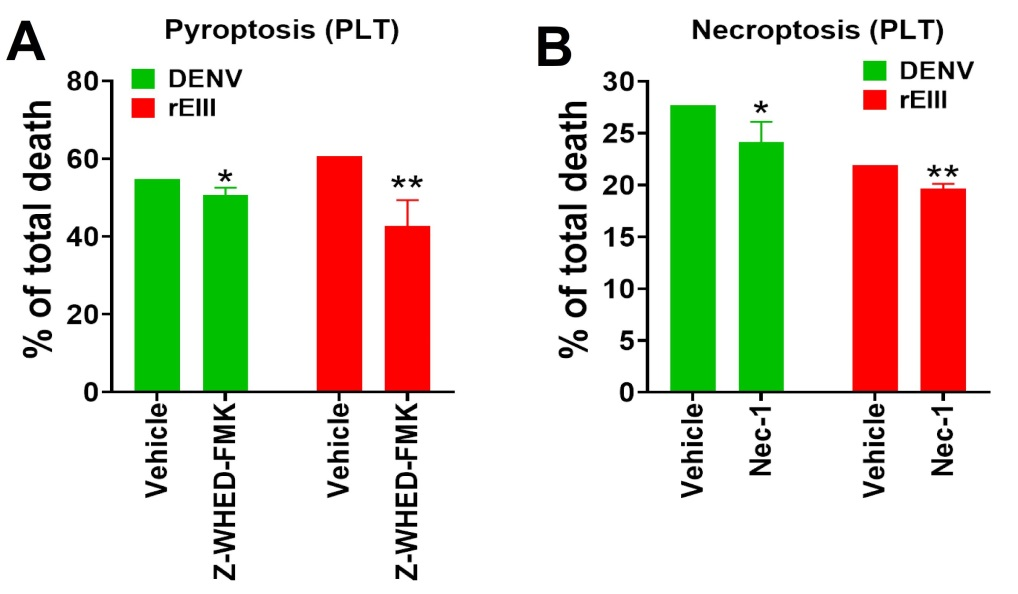 A
Pyroptosis (PLT)
DENV
rEIII
% of total death
80
60
40
20
0
*
**
Vehicle
Z-WHED-FMK
Vehicle
Z-WHED-FMK
B
Necroptosis (PLT)
DENV
rEIII
% of total death
30
25
20
15
10
5
0
*
**
Vehicle
Nec-1
Vehicle
Nec-1